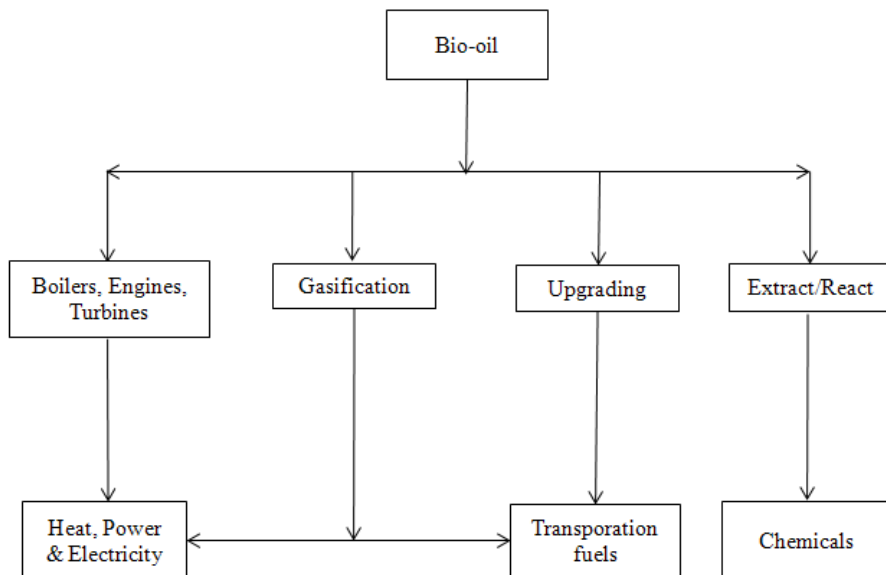 Bio-oil
Boilers, Engines,
Turbines
Gasification
Upgrading
Extract/React
Heat, Power
& Electricity
Transporation
fuels
Chemicals